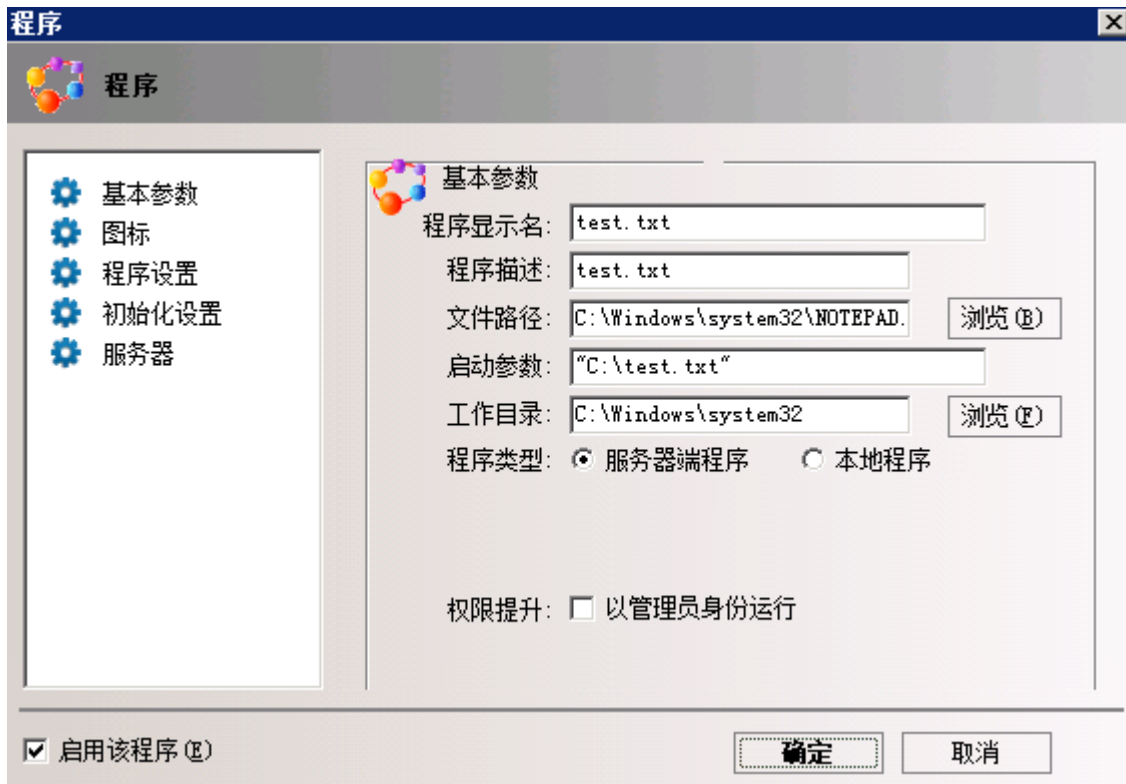 程序
程序
基本参数
图标
程序设置
初始化设置
服务器
基本参数
程序显示名: test.txt
程序描述: test.txt
文件路径: C:\Windows\system32\NOTEPAD. 浏览(B)
启动参数: "C:\test.txt"
工作目录: C:\Windows\system32 浏览(F)
程序类型: 服务器端程序 本地程序
权限提升: 以管理员身份运行
启用该程序(E) 确定 取消